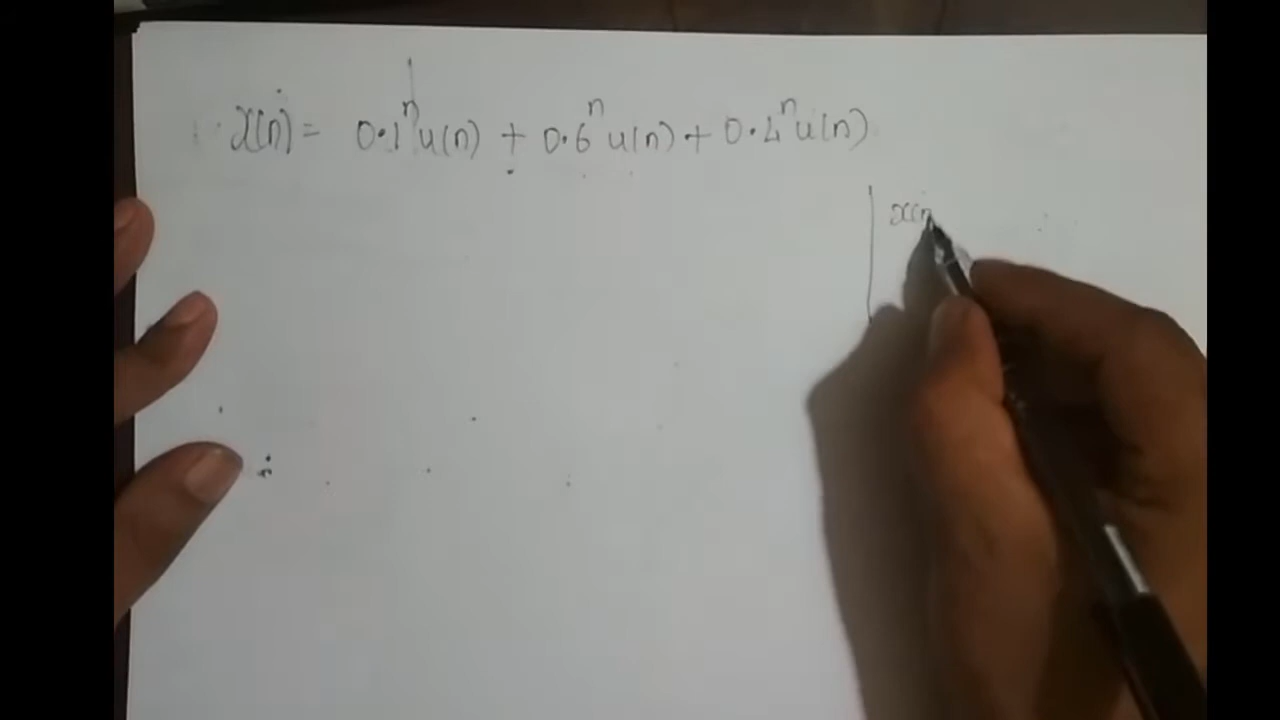 x(n) = 0.1ⁿu(n) + 0.6ⁿu(n) + 0.4ⁿu(n)
x(n